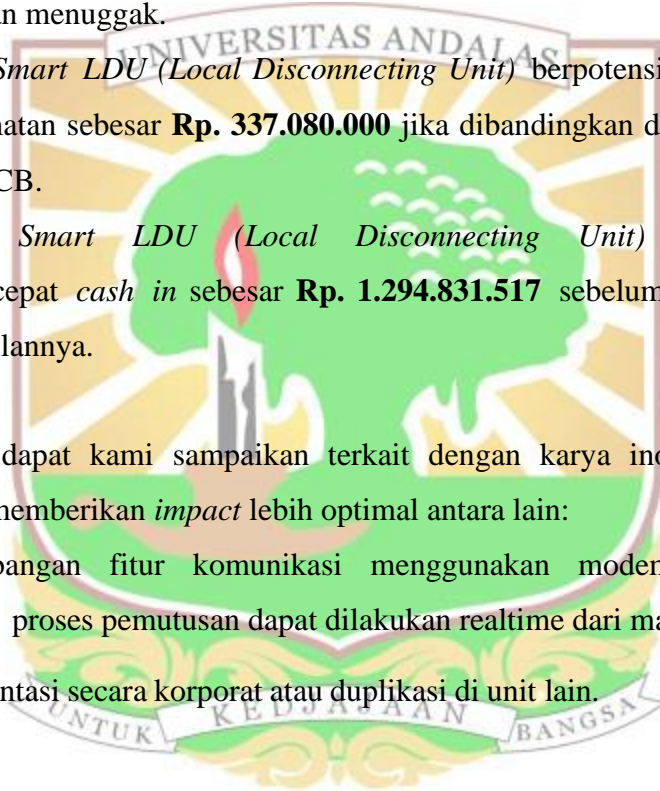 an menuggak.
UNIVERSITAS ANDALAS
Smart LDU (Local Disconnecting Unit) berpotensi
natan sebesar Rp. 337.080.000 jika dibandingkan d
CB.
Smart LDU (Local Disconnecting Unit)
cepat cash in sebesar Rp. 1.294.831.517 sebelum
lannya.
dapat kami sampaikan terkait dengan karya ino
memberikan impact lebih optimal antara lain:
pangan fitur komunikasi menggunakan modem
proses pemutusan dapat dilakukan realtime dari ma
ntasi secara korporat atau duplikasi di unit lain.
UNTUK KEDJAJAAN BANGSA